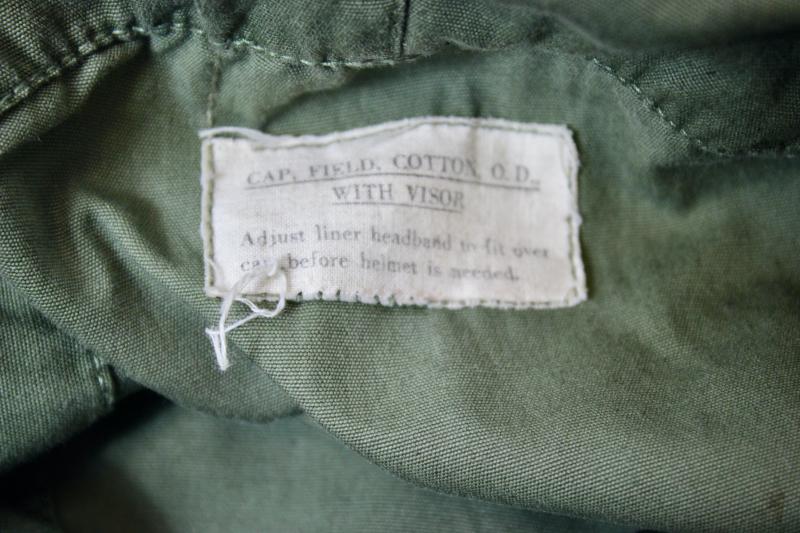 CAP, FIELD, COTTON, O. D.,
WITH VISOR
Adjust liner headband to fit over
cap before helmet is needed.